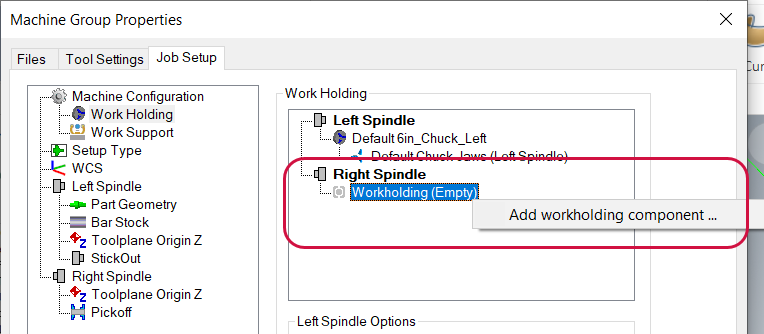 Machine Group Properties
Files
Tool Settings
Job Setup
Machine Configuration
Work Holding
Work Support
Setup Type
WCS
Left Spindle
Part Geometry
Bar Stock
Toolplane Origin Z
StickOut
Right Spindle
Toolplane Origin Z
Pickoff
Work Holding
Left Spindle
Default 6in_Chuck_Left
Default Chuck Jaws (Left Spindle)
Right Spindle
Workholding (Empty)
Add workholding component ...
Left Spindle Options